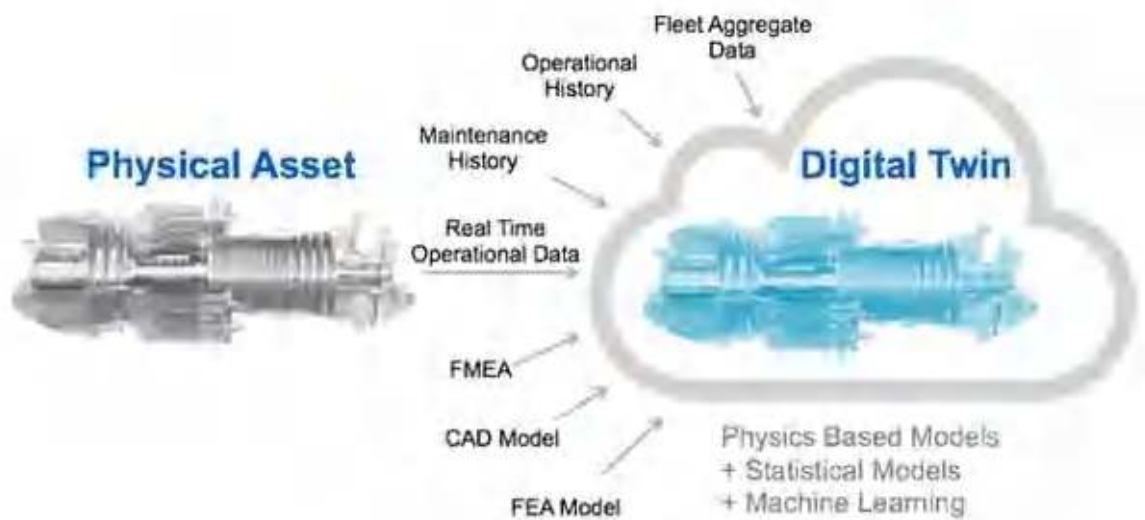 Fleet Aggregate
Data
Operational
History
Maintenance
History
Physical Asset
Digital Twin
Real Time
Operational Data
FMEA
CAD Model
FEA Model
Physics Based Models
+ Statistical Models
+ Machine Learning